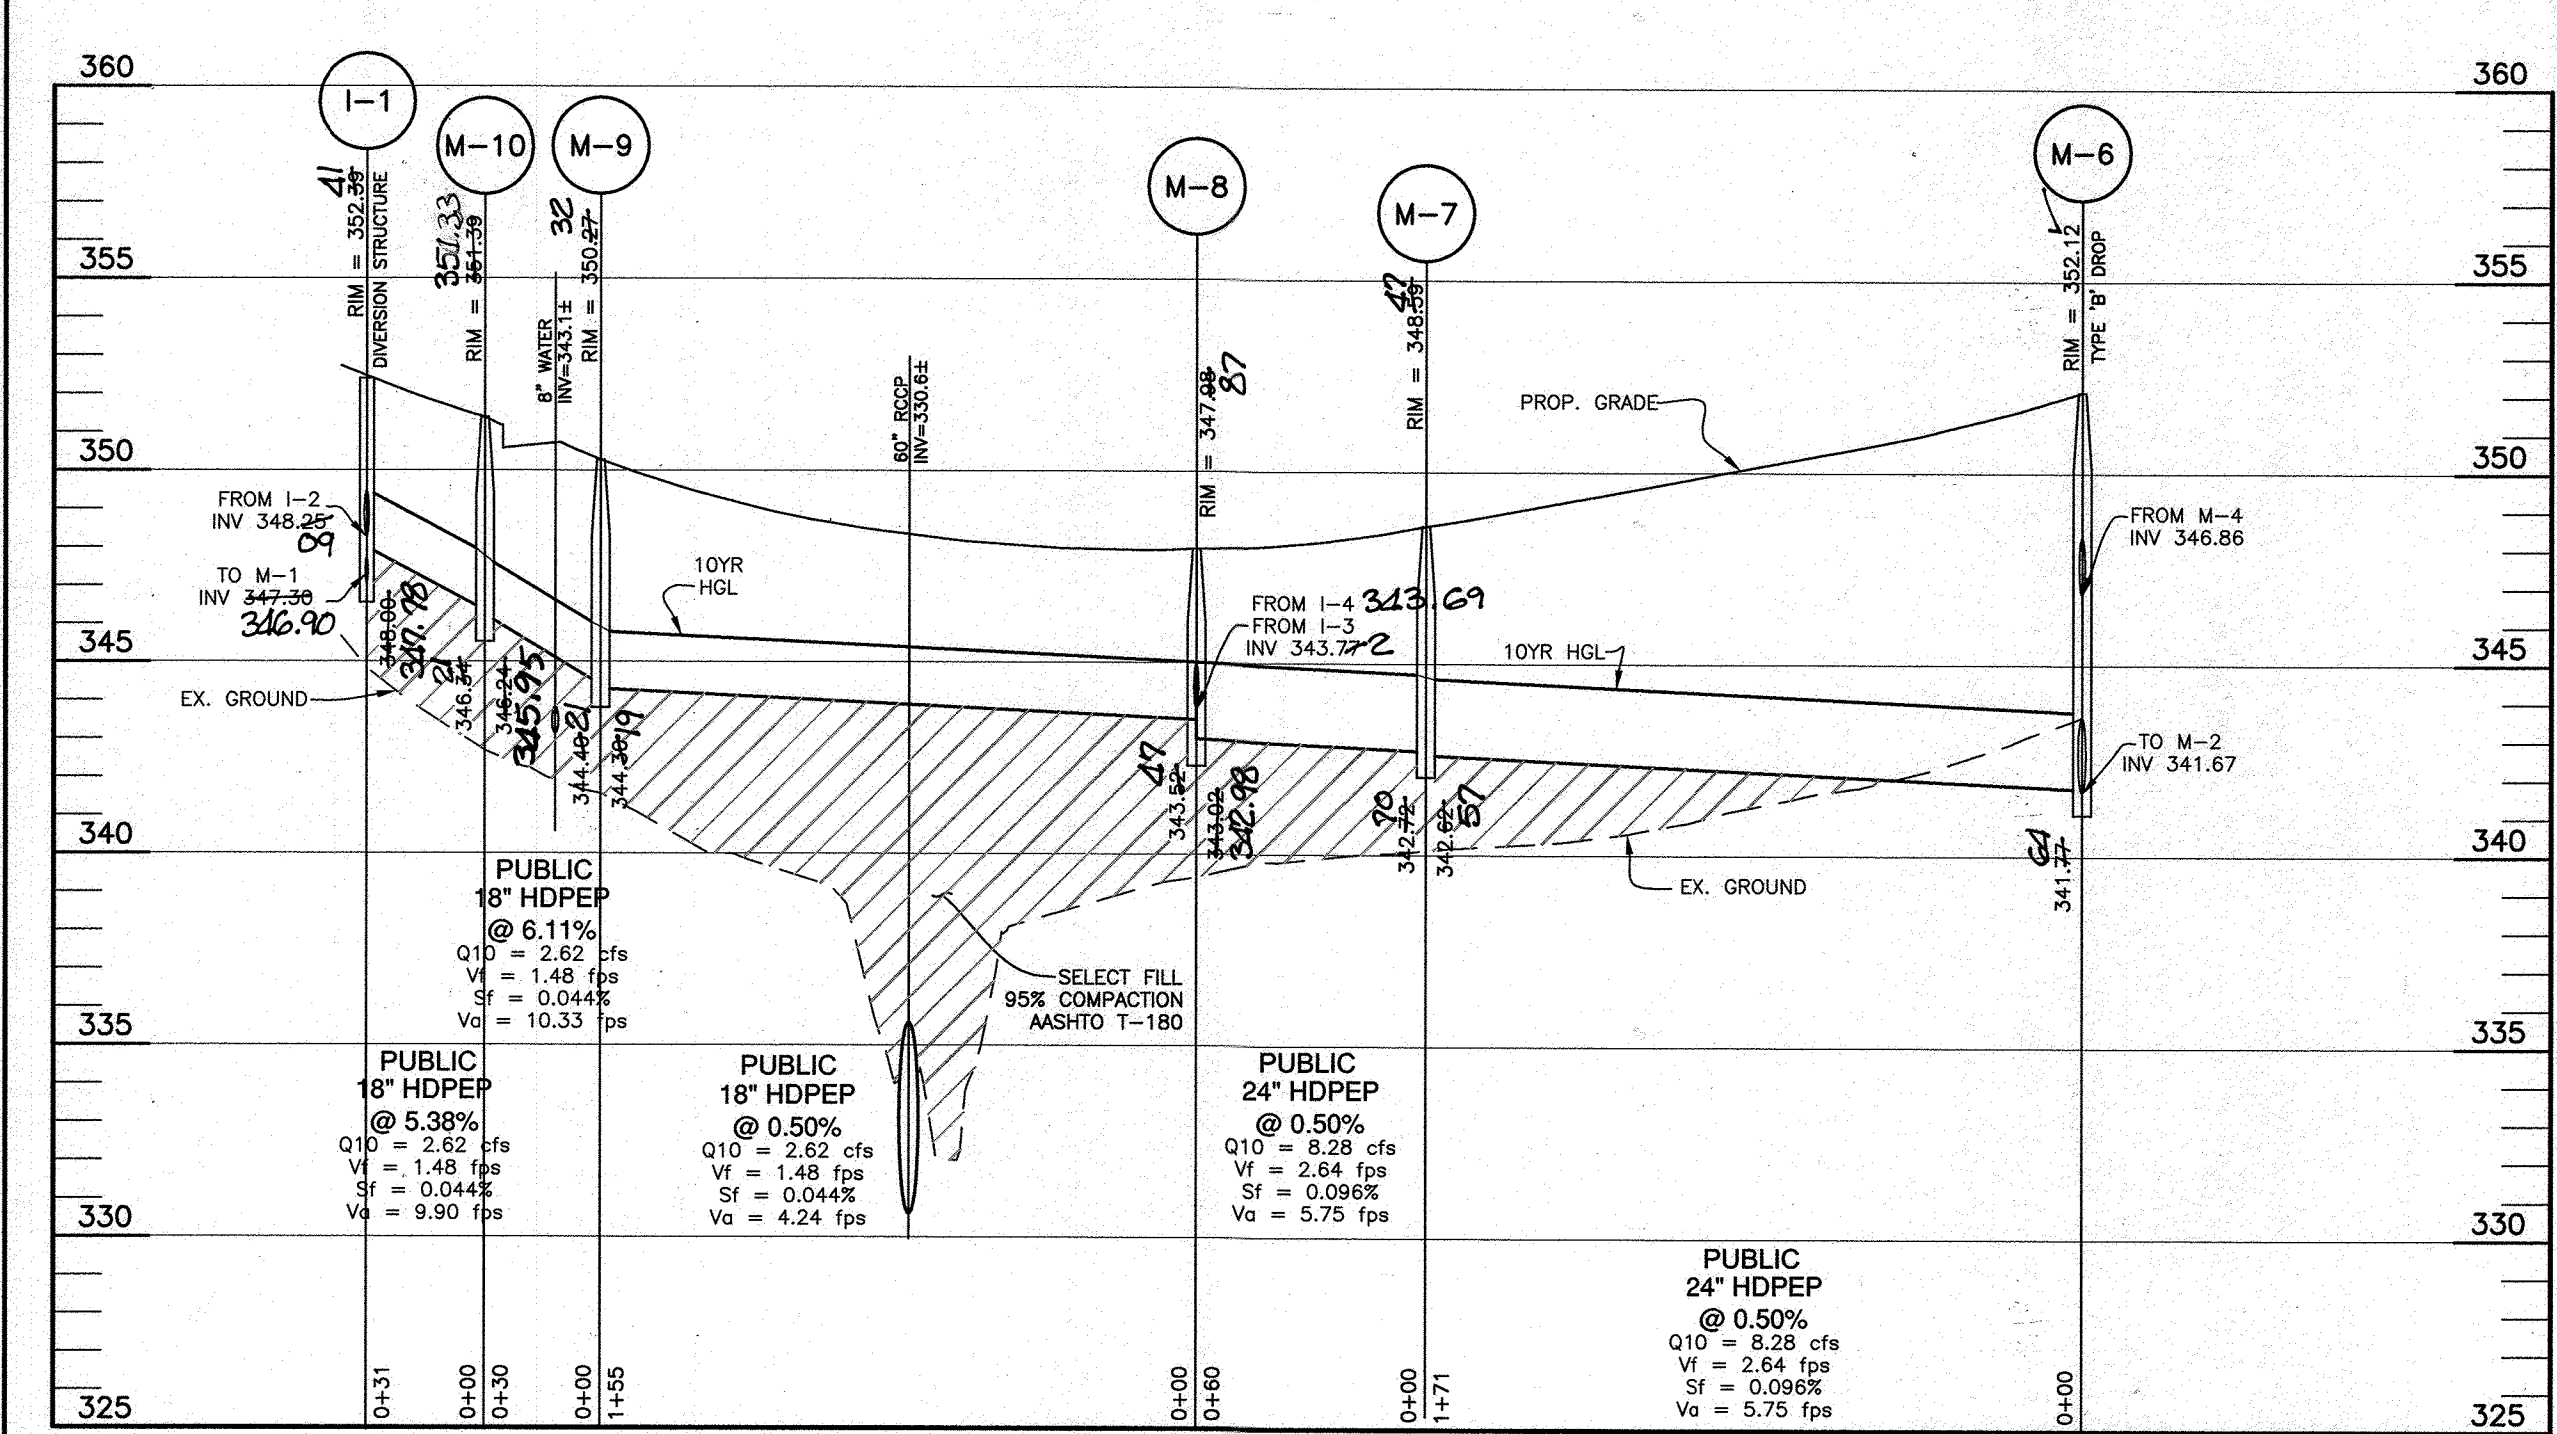 360
360
I-1
M-10
M-9
M-8
M-7
M-6
41
RIM = 352.39
DIVERSION STRUCTURE
351.33
RIM = 351.39
8" WATER
INV=343.1±
32
RIM = 350.27
60" RCCP
INV=330.6±
RIM = 347.98
87
47
RIM = 348.59
RIM = 352.12
TYPE 'B' DROP
355
355
PROP. GRADE
350
350
FROM I-2
INV 348.25
09
TO M-1
INV 347.30
346.90
10YR
HGL
FROM I-4 343.69
FROM I-3
INV 343.77 72
10YR HGL
FROM M-4
INV 346.86
345
345
EX. GROUND
348.00
347.78
21
346.34
346.24
345.95
344.40 21
344.30 19
47
343.52
343.02
342.98
70
342.72
342.62
57
TO M-2
INV 341.67
64
341.77
340
340
EX. GROUND
PUBLIC
18" HDPEP
@ 6.11%
Q10 = 2.62 cfs
Vf = 1.48 fps
Sf = 0.044%
Va = 10.33 fps
SELECT FILL
95% COMPACTION
AASHTO T-180
335
335
PUBLIC
18" HDPEP
@ 5.38%
Q10 = 2.62 cfs
Vf = 1.48 fps
Sf = 0.044%
Va = 9.90 fps
PUBLIC
18" HDPEP
@ 0.50%
Q10 = 2.62 cfs
Vf = 1.48 fps
Sf = 0.044%
Va = 4.24 fps
PUBLIC
24" HDPEP
@ 0.50%
Q10 = 8.28 cfs
Vf = 2.64 fps
Sf = 0.096%
Va = 5.75 fps
330
330
PUBLIC
24" HDPEP
@ 0.50%
Q10 = 8.28 cfs
Vf = 2.64 fps
Sf = 0.096%
Va = 5.75 fps
0+31
0+00
0+30
0+00
1+55
0+00
0+60
0+00
1+71
0+00
325
325